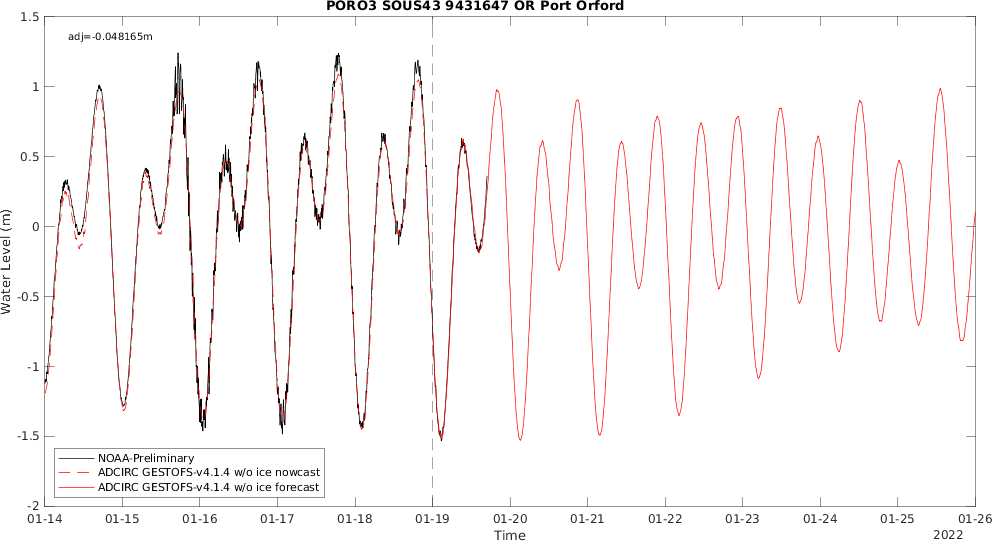 PORO3 SOUS43 9431647 OR Port Orford
adj=-0.048165m
1.5
1
0.5
0
-0.5
-1
-1.5
-2
Water Level (m)
NOAA-Preliminary
ADCIRC GESTOFS-v4.1.4 w/o ice nowcast
ADCIRC GESTOFS-v4.1.4 w/o ice forecast
01-14 01-15 01-16 01-17 01-18 01-19 01-20 01-21 01-22 01-23 01-24 01-25 01-26
Time
2022